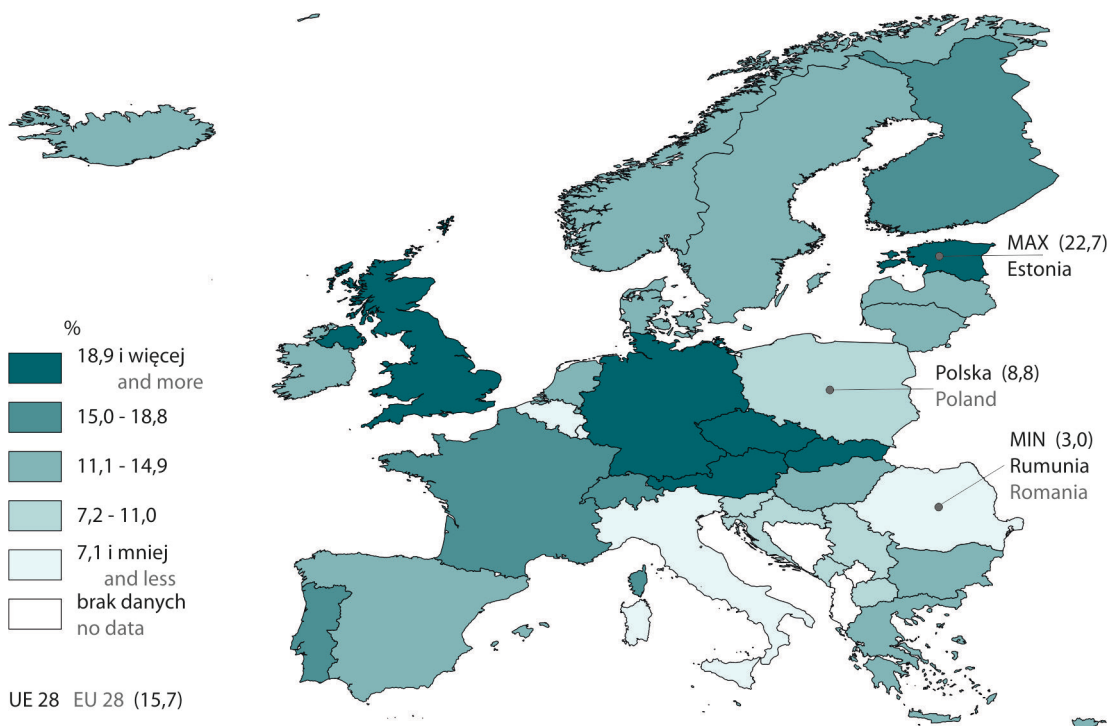 MAX (22,7)
Estonia
Polska (8,8)
Poland
MIN (3,0)
Rumunia
Romania
%
18,9 i więcej
and more
15,0 - 18,8
11,1 - 14,9
7,2 - 11,0
7,1 i mniej
and less
brak danych
no data
UE 28 EU 28 (15,7)